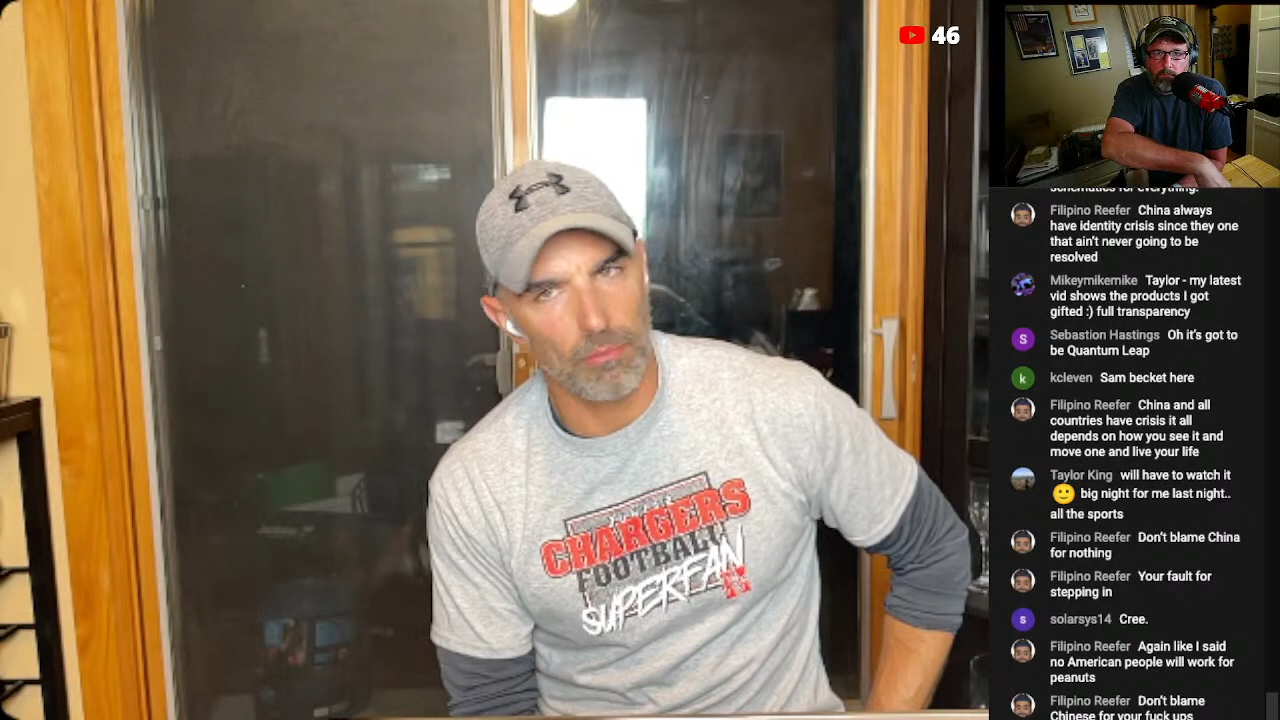 46
CHARGERS
FOOTBALL
SUPERFAN
schematics for everything.
Filipino Reefer China always
have identity crisis since they one
that ain't never going to be
resolved
Mikeymikemike Taylor - my latest
vid shows the products I got
gifted :) full transparency
S
Sebastion Hastings Oh it's got to
be Quantum Leap
k
kcleven Sam becket here
Filipino Reefer China and all
countries have crisis it all
depends on how you see it and
move one and live your life
Taylor King will have to watch it
🙂 big night for me last night..
all the sports
Filipino Reefer Don't blame China
for nothing
Filipino Reefer Your fault for
stepping in
s
solarsys14 Cree.
Filipino Reefer Again like I said
no American people will work for
peanuts
Filipino Reefer Don't blame
Chinese for your fuck ups